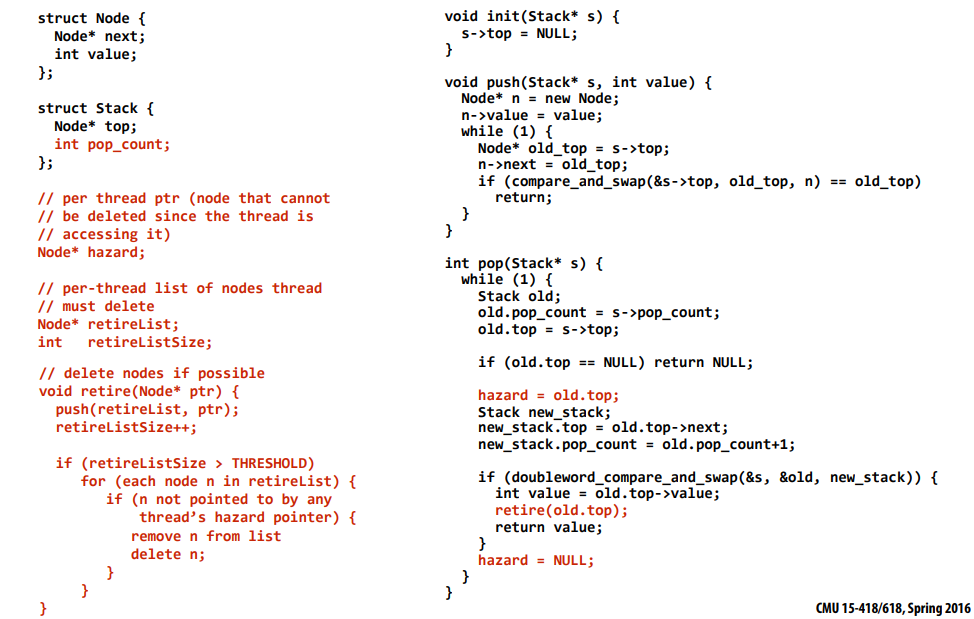 struct Node {
Node* next;
int value;
};
struct Stack {
Node* top;
int pop_count;
};
// per thread ptr (node that cannot
// be deleted since the thread is
// accessing it)
Node* hazard;
// per-thread list of nodes thread
// must delete
Node* retireList;
int retireListSize;
// delete nodes if possible
void retire(Node* ptr) {
push(retireList, ptr);
retireListSize++;
if (retireListSize > THRESHOLD)
for (each node n in retireList) {
if (n not pointed to by any
thread’s hazard pointer) {
remove n from list
delete n;
}
}
}
void init(Stack* s) {
s->top = NULL;
}
void push(Stack* s, int value) {
Node* n = new Node;
n->value = value;
while (1) {
Node* old_top = s->top;
n->next = old_top;
if (compare_and_swap(&s->top, old_top, n) == old_top)
return;
}
}
int pop(Stack* s) {
while (1) {
Stack old;
old.pop_count = s->pop_count;
old.top = s->top;
if (old.top == NULL) return NULL;
hazard = old.top;
Stack new_stack;
new_stack.top = old.top->next;
new_stack.pop_count = old.pop_count+1;
if (doubleword_compare_and_swap(&s, &old, new_stack)) {
int value = old.top->value;
retire(old.top);
return value;
}
hazard = NULL;
}
}
CMU 15-418/618, Spring 2016